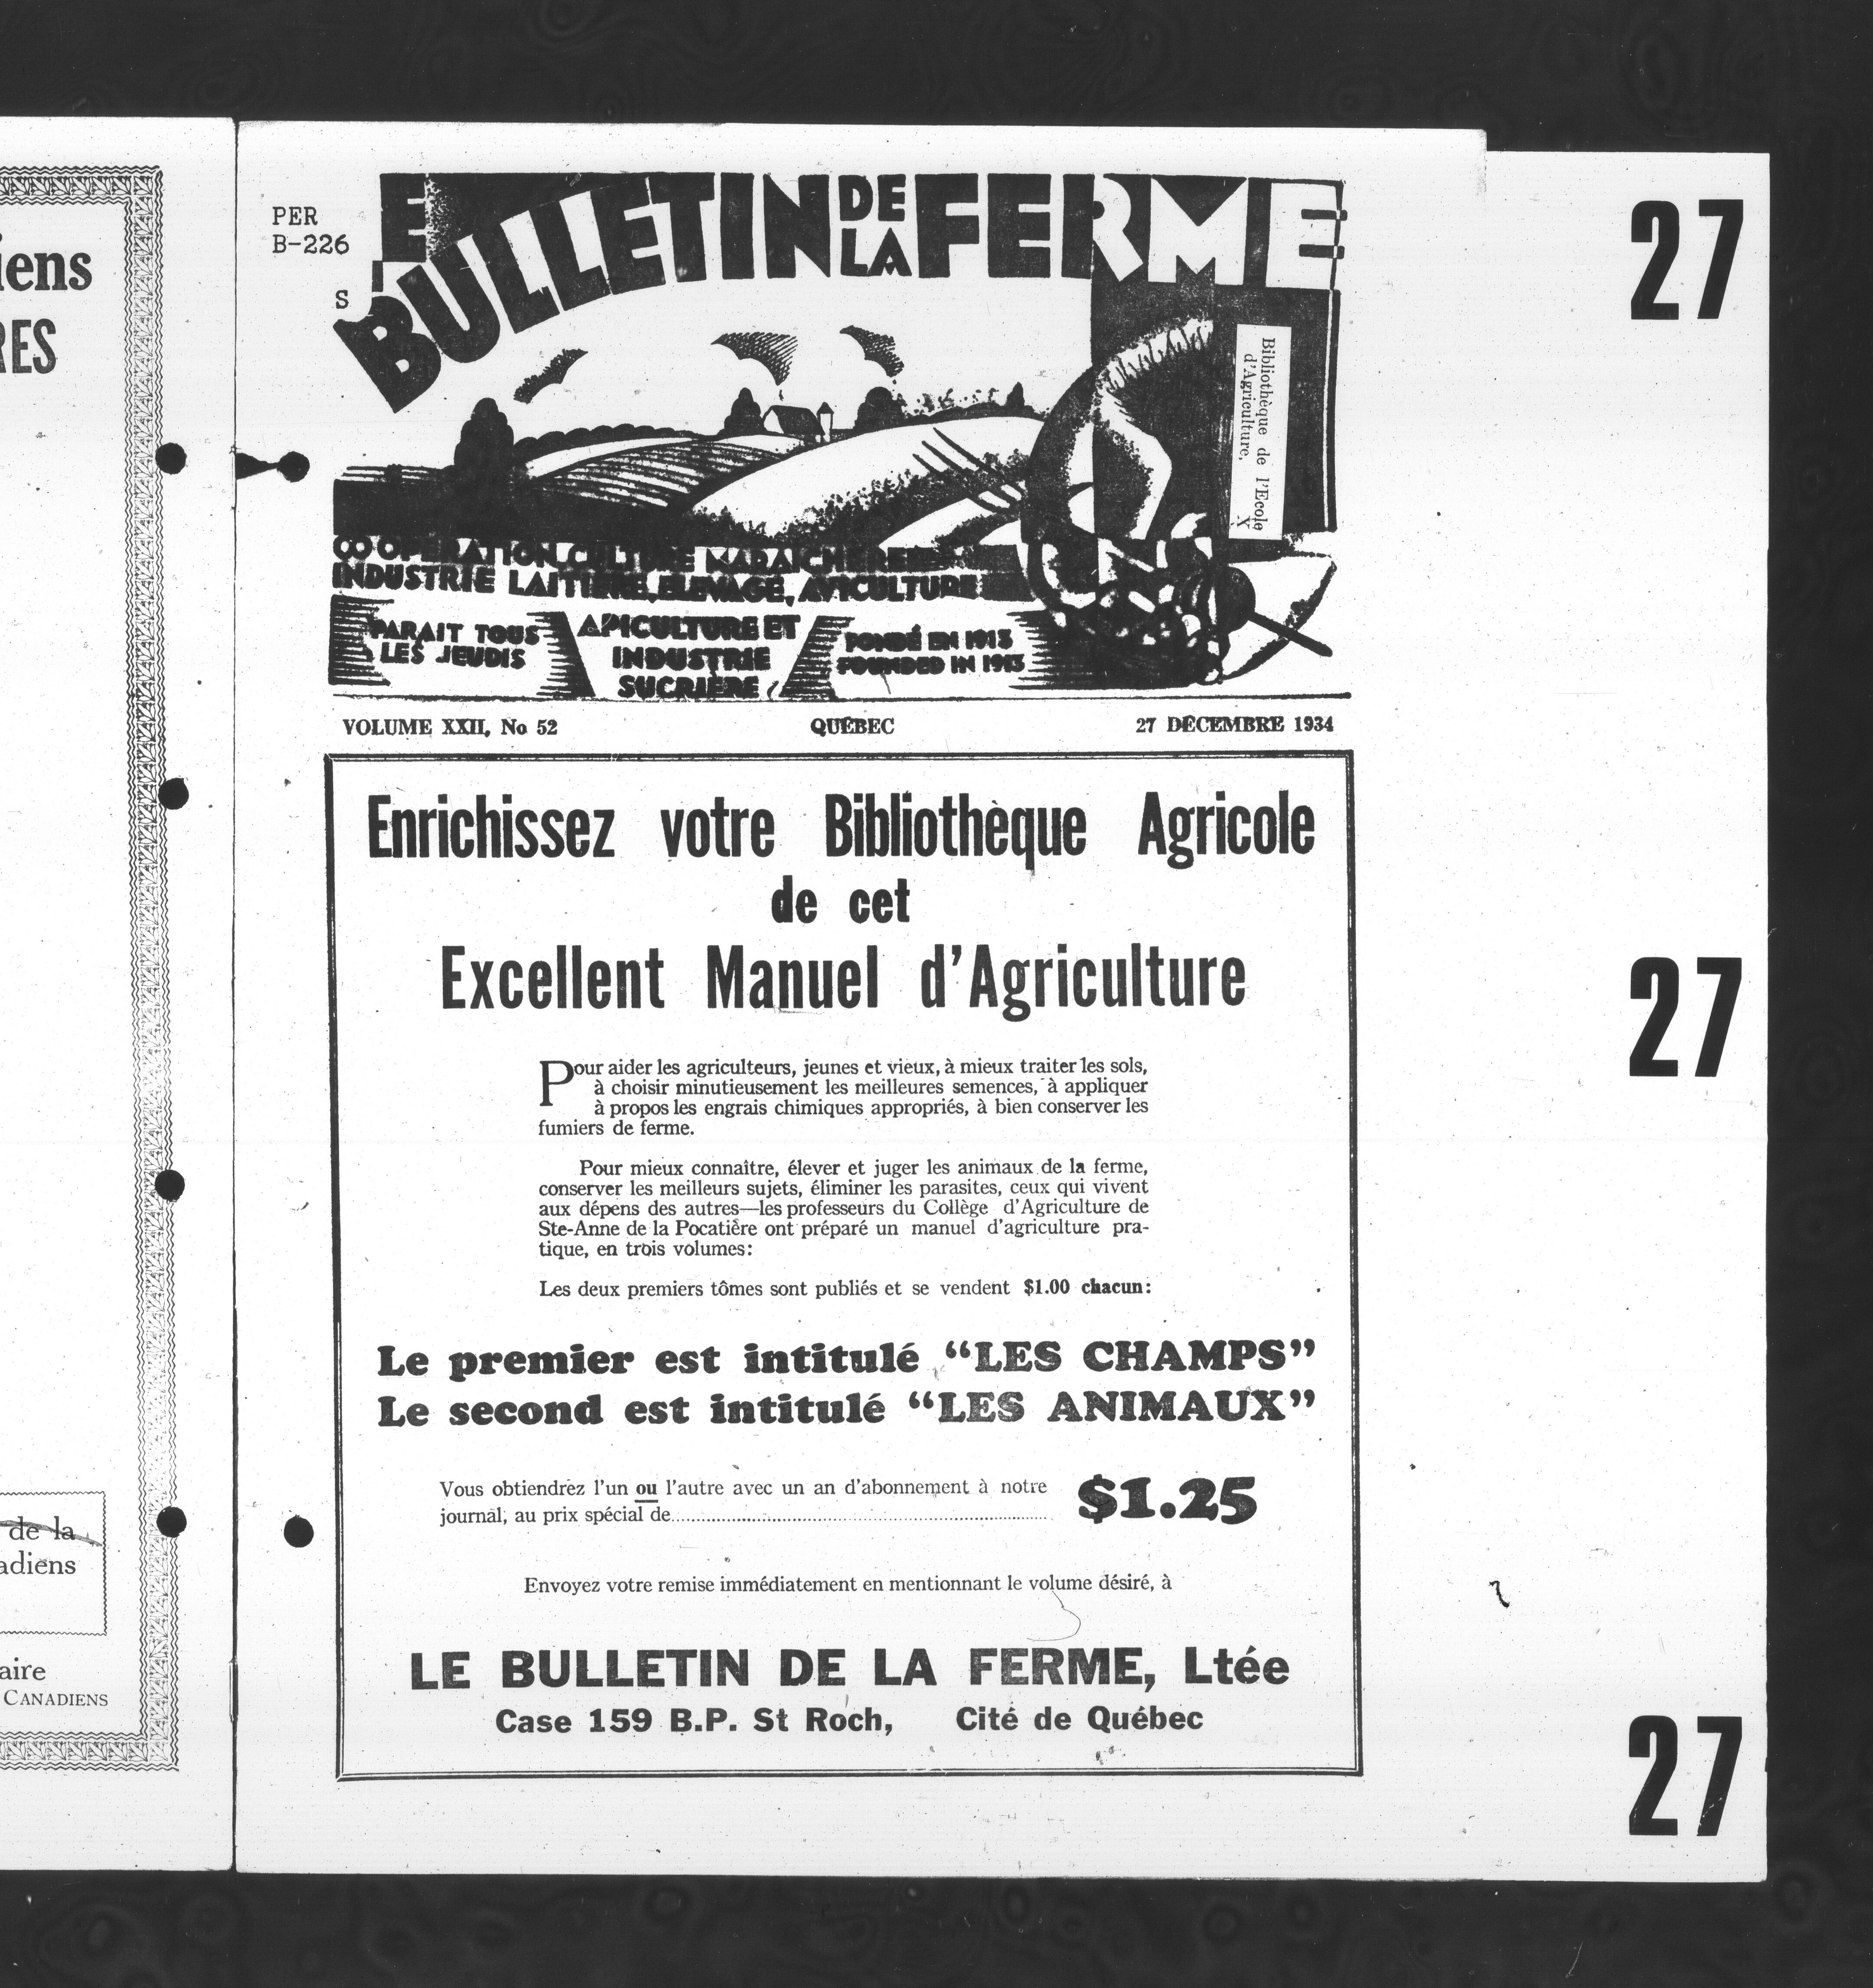 iens
RES
de la
adiens
aire
CANADIENS
PER
B-226
S
LE
BULLETIN DE LA FERME
Bibliothèque de l'Ecole
d'Agriculture, X
COOPERATION, CULTURE MARAICHERE
INDUSTRIE LAITIERE, ELEVAGE, AVICULTURE
PARAIT TOUS
LES JEUDIS
APICULTURE ET
INDUSTRIE
SUCRIERE
FONDÉ EN 1913
FOUNDED IN 1913
VOLUME XXII, No 52 QUÉBEC 27 DÉCEMBRE 1934
Enrichissez votre Bibliothèque Agricole
de cet
Excellent Manuel d'Agriculture
Pour aider les agriculteurs, jeunes et vieux, à mieux traiter les sols,
à choisir minutieusement les meilleures semences, à appliquer
à propos les engrais chimiques appropriés, à bien conserver les
fumiers de ferme.
Pour mieux connaître, élever et juger les animaux de la ferme,
conserver les meilleurs sujets, éliminer les parasites, ceux qui vivent
aux dépens des autres—les professeurs du Collège d'Agriculture de
Ste-Anne de la Pocatière ont préparé un manuel d'agriculture pra-
tique, en trois volumes:
Les deux premiers tômes sont publiés et se vendent $1.00 chacun:
Le premier est intitulé "LES CHAMPS"
Le second est intitulé "LES ANIMAUX"
Vous obtiendrez l'un ou l'autre avec un an d'abonnement à notre
journal, au prix spécial de.......... $1.25
Envoyez votre remise immédiatement en mentionnant le volume désiré, à
LE BULLETIN DE LA FERME, Ltée
Case 159 B.P. St Roch, Cité de Québec
27
27
27